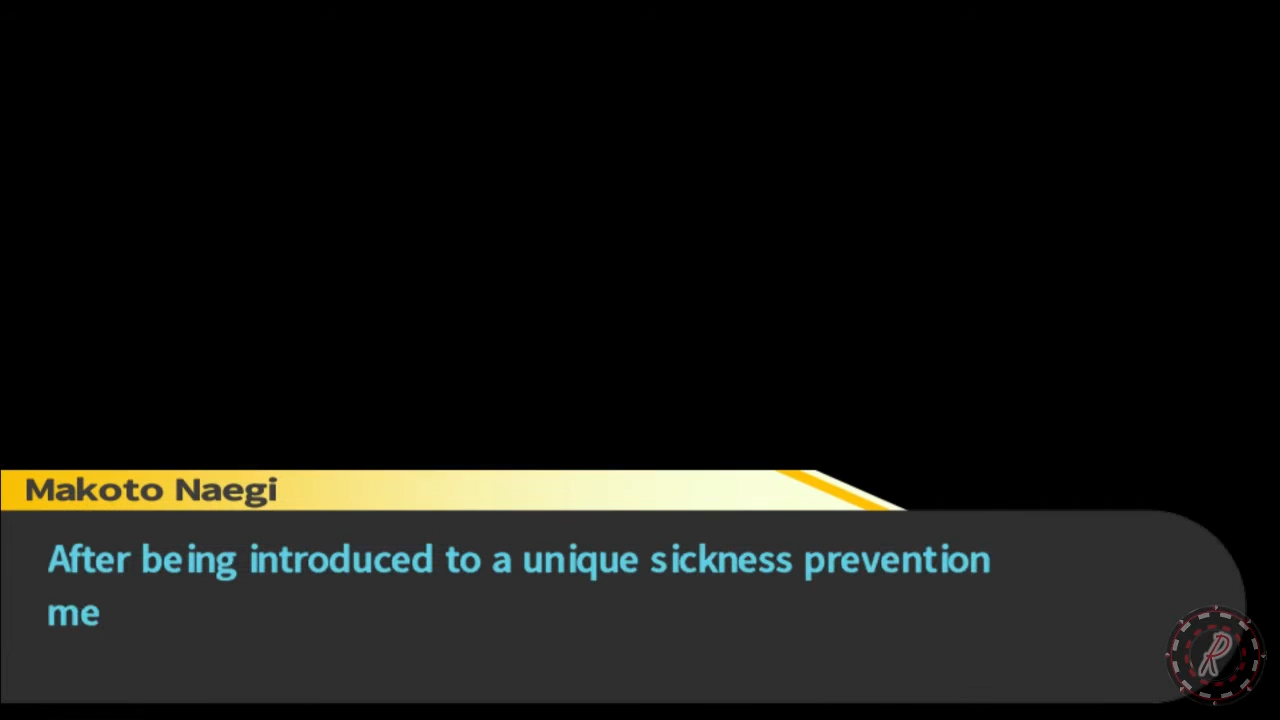 Makoto Naegi
After being introduced to a unique sickness prevention
me
R